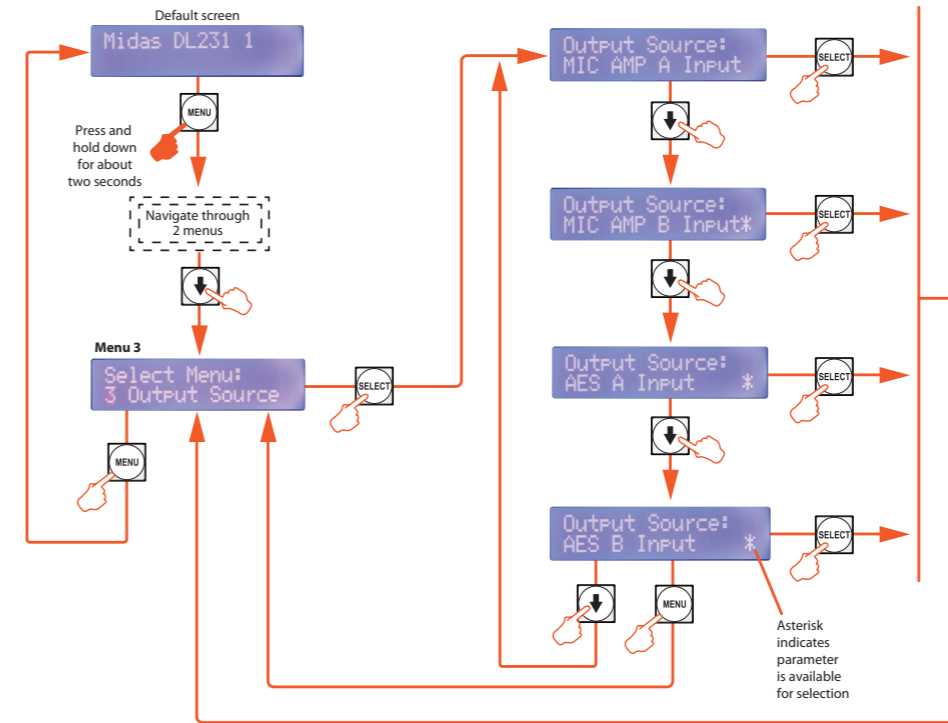 Default screen
Midas DL231 1
MENU
Press and
hold down
for about
two seconds
Navigate through
2 menus
Menu 3
Select Menu:
3 Output Source
SELECT
MENU
Output Source:
MIC AMP A Input
SELECT
Output Source:
MIC AMP B Input*
SELECT
Output Source:
AES A Input *
SELECT
Output Source:
AES B Input *
SELECT
MENU
Asterisk
indicates
parameter
is available
for selection